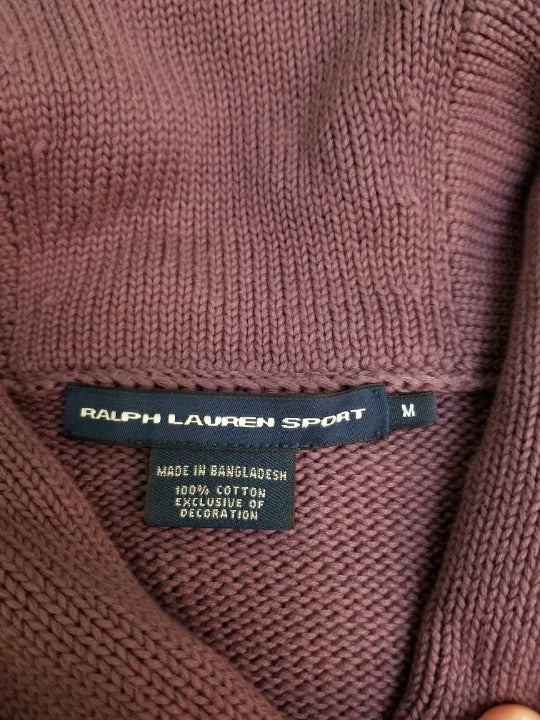 RALPH LAUREN SPORT M
MADE IN BANGLADESH
100% COTTON
EXCLUSIVE OF
DECORATION